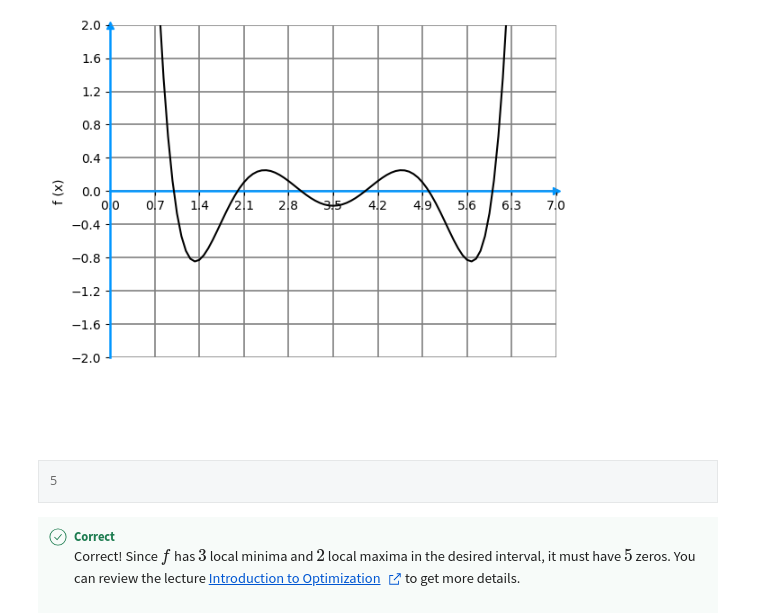 2.0
1.6
1.2
0.8
0.4
0.0
−0.4
−0.8
−1.2
−1.6
−2.0
f (x)
0.0 0.7 1.4 2.1 2.8 3.5 4.2 4.9 5.6 6.3 7.0
5
Correct
Correct! Since f has 3 local minima and 2 local maxima in the desired interval, it must have 5 zeros. You
can review the lecture Introduction to Optimization to get more details.